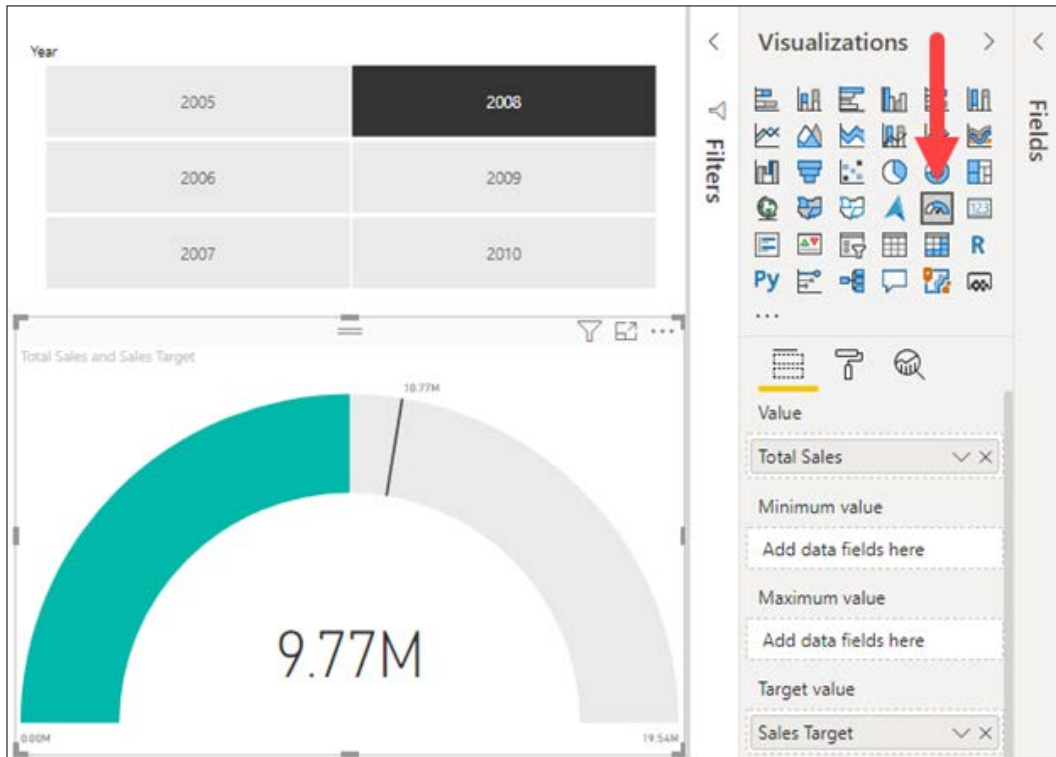 Year
2005
2008
2006
2009
2007
2010
Total Sales and Sales Target
10.77M
9.77M
0.00M
19.54M
Filters
Visualizations
123
R
Py
Value
Total Sales
Minimum value
Add data fields here
Maximum value
Add data fields here
Target value
Sales Target
Fields